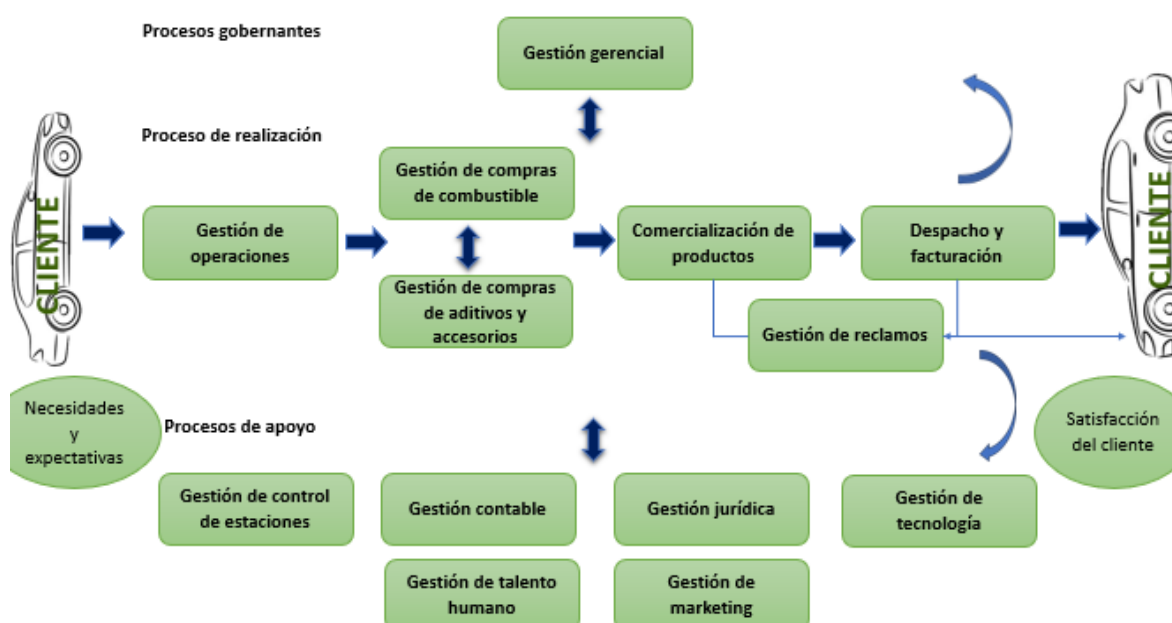 Procesos gobernantes
Gestión gerencial
Proceso de realización
CLIENTE
Gestión de
operaciones
Gestión de compras
de combustible
Gestión de compras
de aditivos y
accesorios
Comercialización de
productos
Despacho y
facturación
Gestión de reclamos
CLIENTE
Necesidades
y
expectativas
Procesos de apoyo
Satisfacción
del cliente
Gestión de control
de estaciones
Gestión contable
Gestión jurídica
Gestión de
tecnología
Gestión de talento
humano
Gestión de
marketing